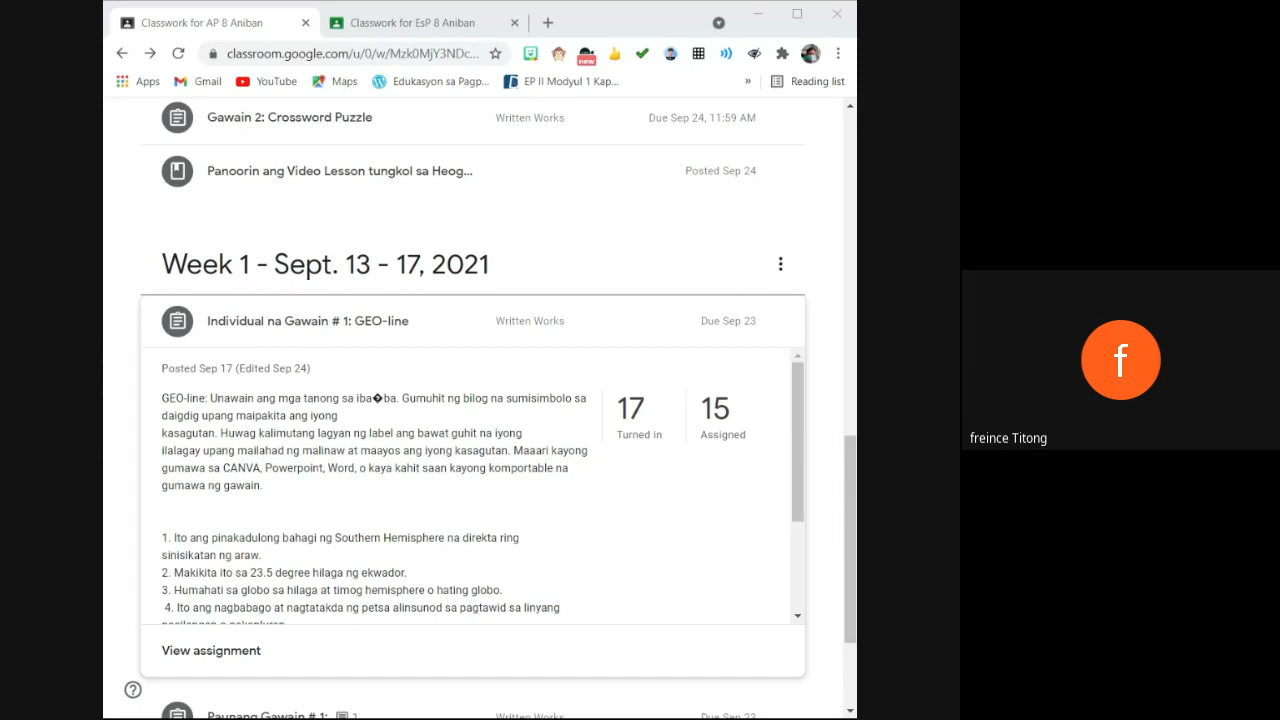 Classwork for AP 8 Aniban
Classwork for EsP 8 Aniban
classroom.google.com/u/0/w/Mzk0MjY3NDc...
new
Apps
Gmail
YouTube
Maps
Edukasyon sa Pagp...
EP II Modyul 1 Kap...
»
Reading list
Gawain 2: Crossword Puzzle
Written Works
Due Sep 24, 11:59 AM
Panoorin ang Video Lesson tungkol sa Heog...
Posted Sep 24
Week 1 - Sept. 13 - 17, 2021
Individual na Gawain # 1: GEO-line
Written Works
Due Sep 23
Posted Sep 17 (Edited Sep 24)
GEO-line: Unawain ang mga tanong sa iba�ba. Gumuhit ng bilog na sumisimbolo sa
daigdig upang maipakita ang iyong
kasagutan. Huwag kalimutang lagyan ng label ang bawat guhit na iyong
ilalagay upang mailahad ng malinaw at maayos ang iyong kasagutan. Maaari kayong
gumawa sa CANVA, Powerpoint, Word, o kaya kahit saan kayong komportable na
gumawa ng gawain.
17
Turned in
15
Assigned
1. Ito ang pinakadulong bahagi ng Southern Hemisphere na direkta ring
sinisikatan ng araw.
2. Makikita ito sa 23.5 degree hilaga ng ekwador.
3. Humahati sa globo sa hilaga at timog hemisphere o hating globo.
4. Ito ang nagbabago at nagtatakda ng petsa alinsunod sa pagtawid sa linyang
View assignment
Paunang Gawain # 1:
1
Written Works
Due Sep 23
f
freince Titong